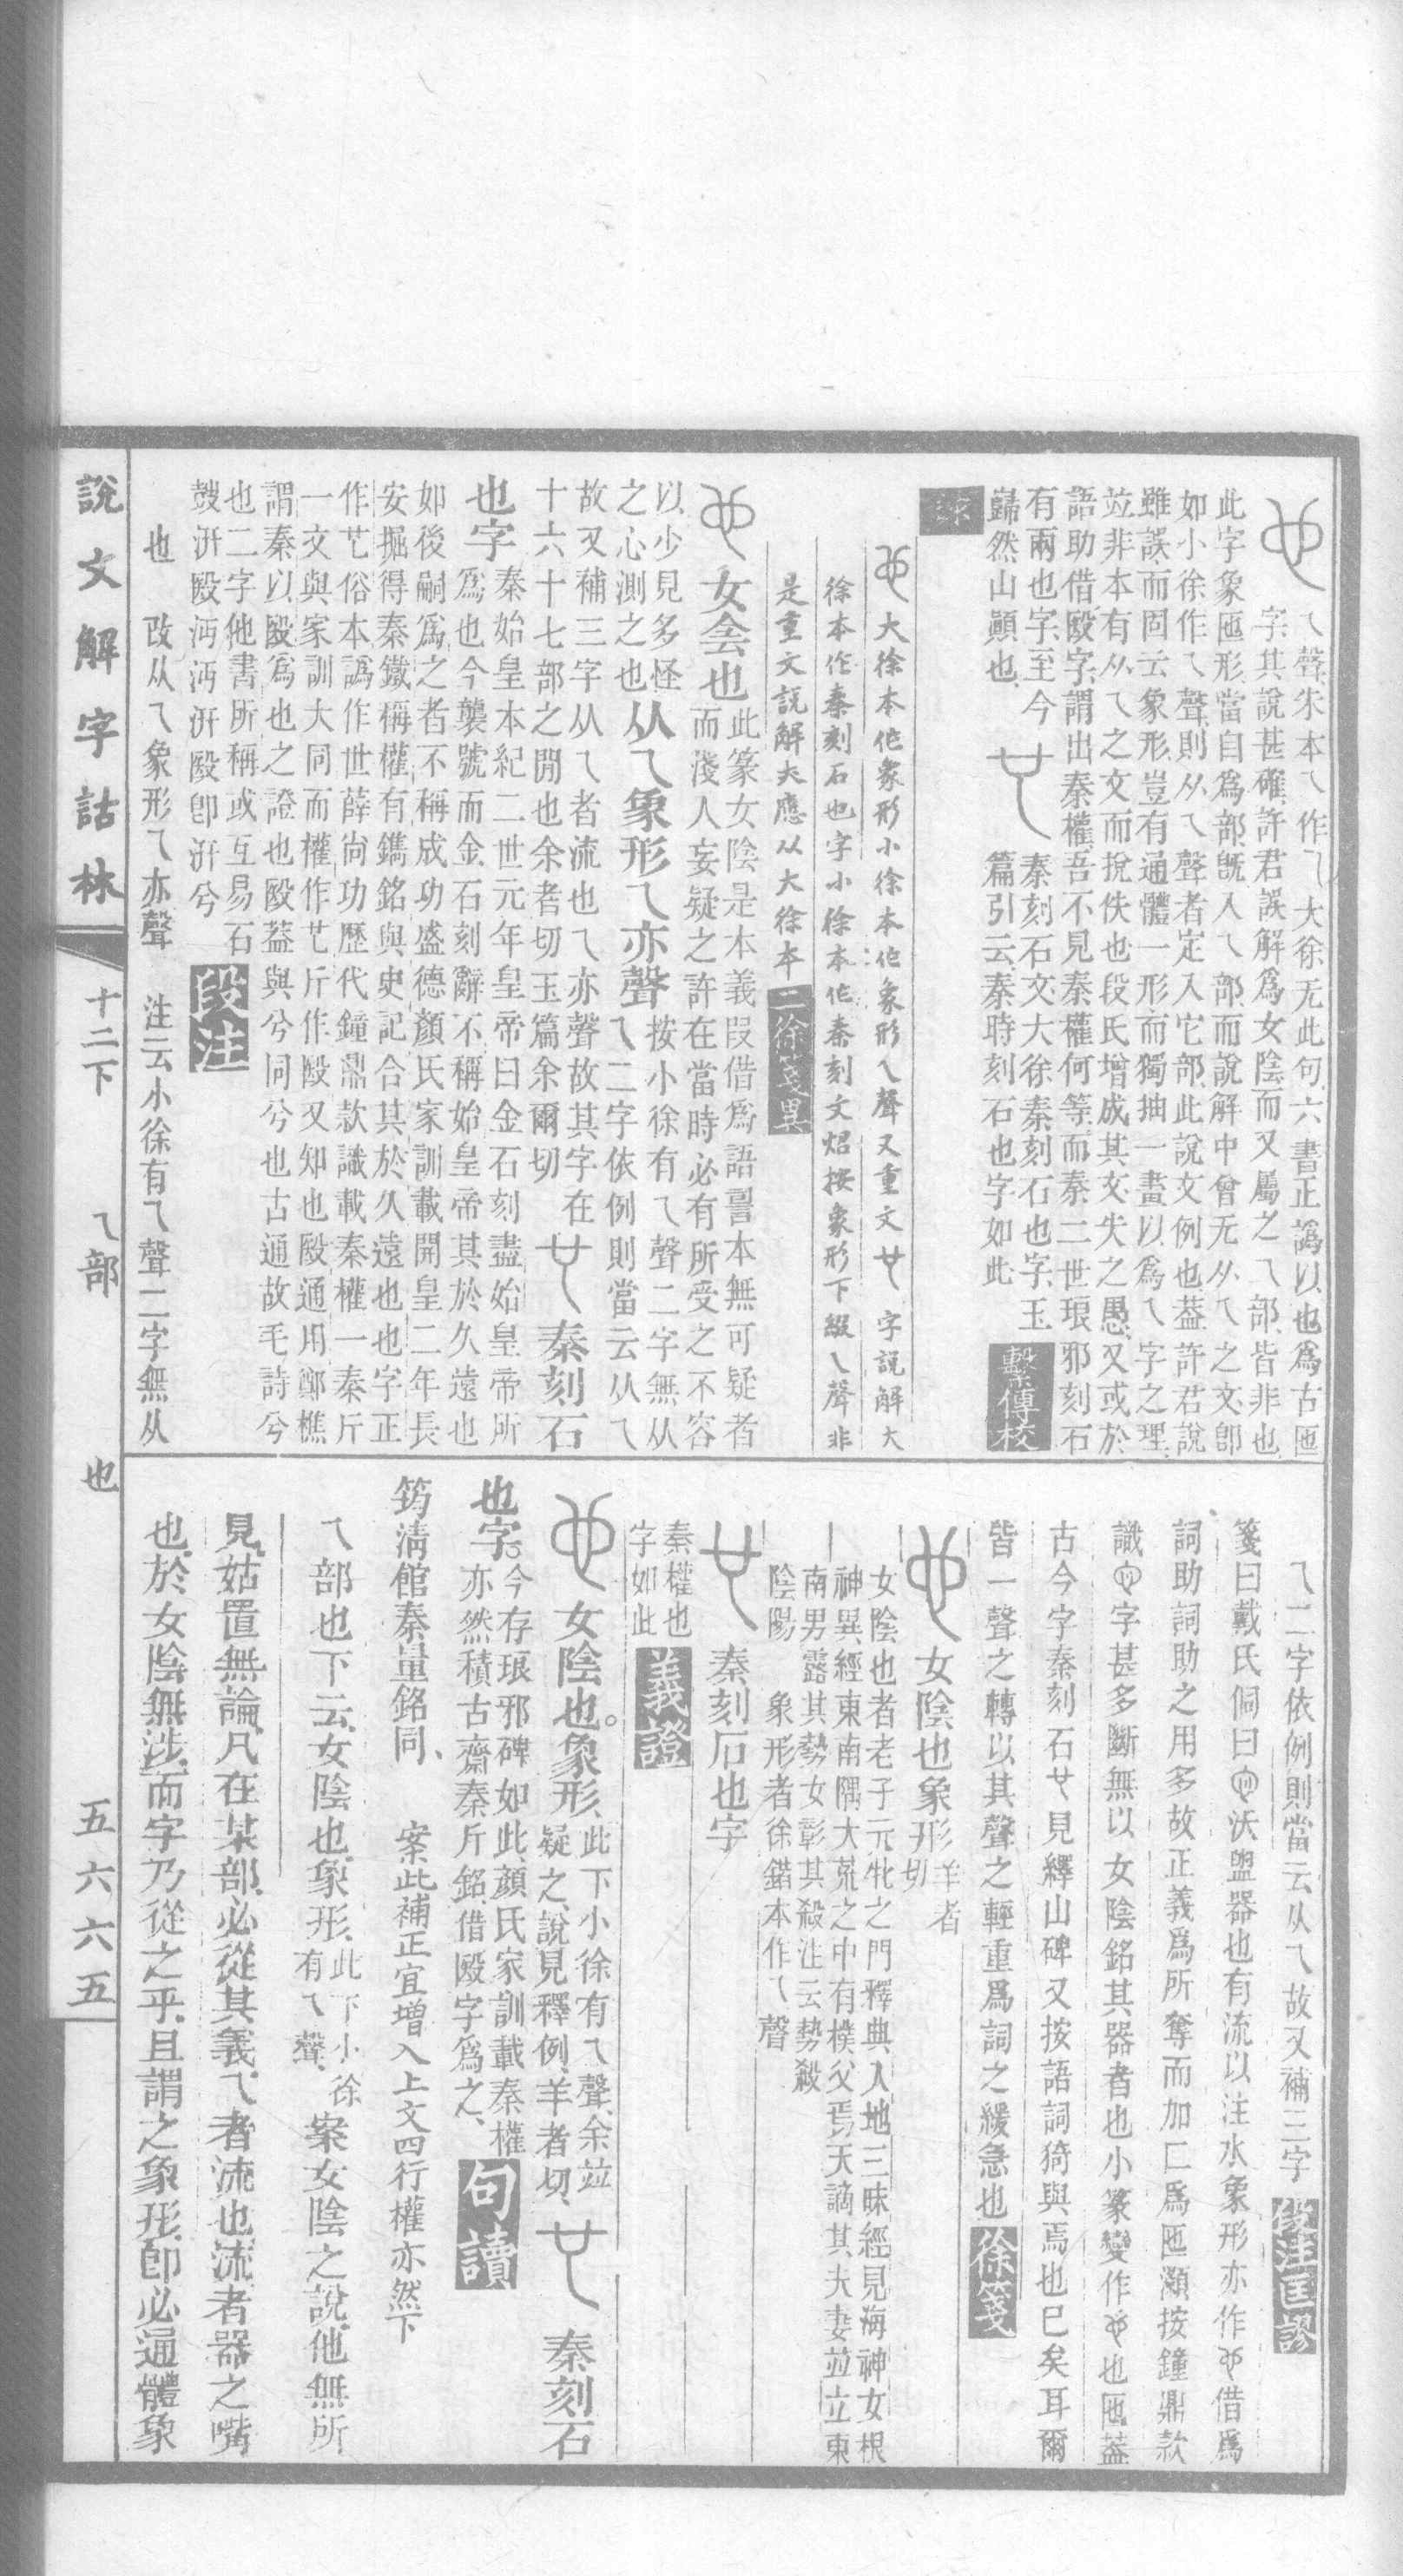 乁聲朱本乁作乀大徐无此句六書正譌以也爲古匜
字其說甚確許君誤解爲女陰而又屬之乁部皆非也
此字象匜形當自爲部旣入乁部而說解中曾无从乁之文卽
如小徐作乁聲則从乁聲者定入它部此說文例也葢許君說
雖誤而固云象形豈有通體一形而獨抽一畫以爲乁字之理
竝非本有从乁之文而挩佚也段氏增成其文失之愚又或於
語助借殹字謂出秦權吾不見秦權何等而秦二世琅邪刻石
有兩也字至今
歸然山顚也
秦刻石文大徐秦刻石也字玉
篇引云秦時刻石也字如此
繫傳校
錄
大徐本作象形小徐本作象形乁聲又重文 字說解大
徐本作秦刻石也字小徐本作秦刻文炤按象形下綴乁聲非
是重文說解大應从大徐本
二徐箋異
女侌也
此篆女陰是本義叚借爲語䛐本無可疑者
而淺人妄疑之許在當時必有所受之不容
以少見多怪
之心測之也
从乁象形乁亦聲
按小徐有乁聲二字無从
乁二字依例則當云从乁
故又補三字从乁者流也乁亦聲故其字在
十六十七部之閒也余者切玉篇余爾切
秦刻石
也字
秦始皇本紀二世元年皇帝曰金石刻盡始皇帝所
爲也今襲號而金石刻辭不稱始皇帝其於久遠也
如後嗣爲之者不稱成功盛德顏氏家訓載開皇二年長
安掘得秦鐵稱權有鐫銘與史記合其於久遠也也字正
作芑俗本譌作世薛尙功歷代鐘鼎款識載秦權一秦斤
一文與家訓大同而權作芑斤作殹又知也殹通用鄭樵
謂秦以殹爲也之證也殹葢與兮同兮也古通故毛詩兮
也二字他書所稱或互易石
鼓汧殹沔沔汧殹卽汧兮
段注
也 改从乁象形乁亦聲 注云小徐有乁聲二字無从
乁二字依例則當云从乁故又補三字
段注匡謬
箋曰戴氏侗曰 沃盥器也有流以注水象形亦作 借爲
詞助詞助之用多故正義爲所奪而加匚爲匜灝按鐘鼎款
識 字甚多斷無以女陰銘其器者也小篆變作 也匜葢
古今字秦刻石 見繹山碑又按語詞猗與焉也已矣耳爾
皆一聲之轉以其聲之輕重爲詞之緩急也
徐箋
女陰也象形
羊者
切
女陰也者老子元牝之門釋典入地三昧經見海神女根
神異經東南隅大荒之中有樸父焉天謫其夫妻竝立東
南男露其勢女彰其殺注云勢殺
陰陽 象形者徐鍇本作乁聲
秦刻石也字
秦權也
字如此
義證
女陰也。象形、
此下小徐有乁聲、余竝
疑之、說見釋例、羊者切、
秦刻石
也字。
今存琅邪碑如此、顏氏家訓載秦權
亦然積古齋秦斤銘、借殹字爲之、
句讀
筠淸館秦量銘同、 案此補正宜增入上文四行權亦然下
乁部也下云、女陰也、象形、
此下小徐
有乁聲、
案女陰之說、他無所
見、姑置無論、凡在某部、必從其義、乁者流也、流者器之嘴
也、於女陰無涉、而字乃從之乎、且謂之象形、卽必通體象
說文解字詁林
十二下
乁部
也
五六六五